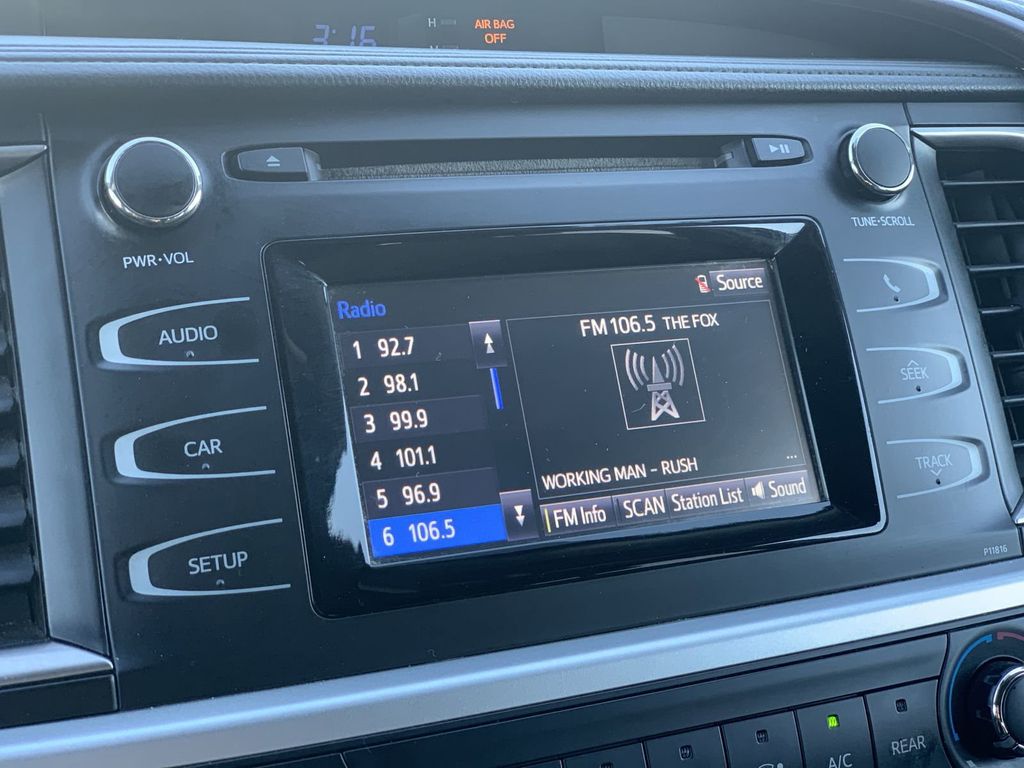 3:16
H
AIR BAG
OFF
PWR•VOL
TUNE•SCROLL
AUDIO
CAR
SETUP
Radio
Source
1 92.7
2 98.1
3 99.9
4 101.1
5 96.9
6 106.5
FM 106.5 THE FOX
WORKING MAN - RUSH
...
FM Info
SCAN
Station List
Sound
SEEK
TRACK
P11816
A/C
REAR